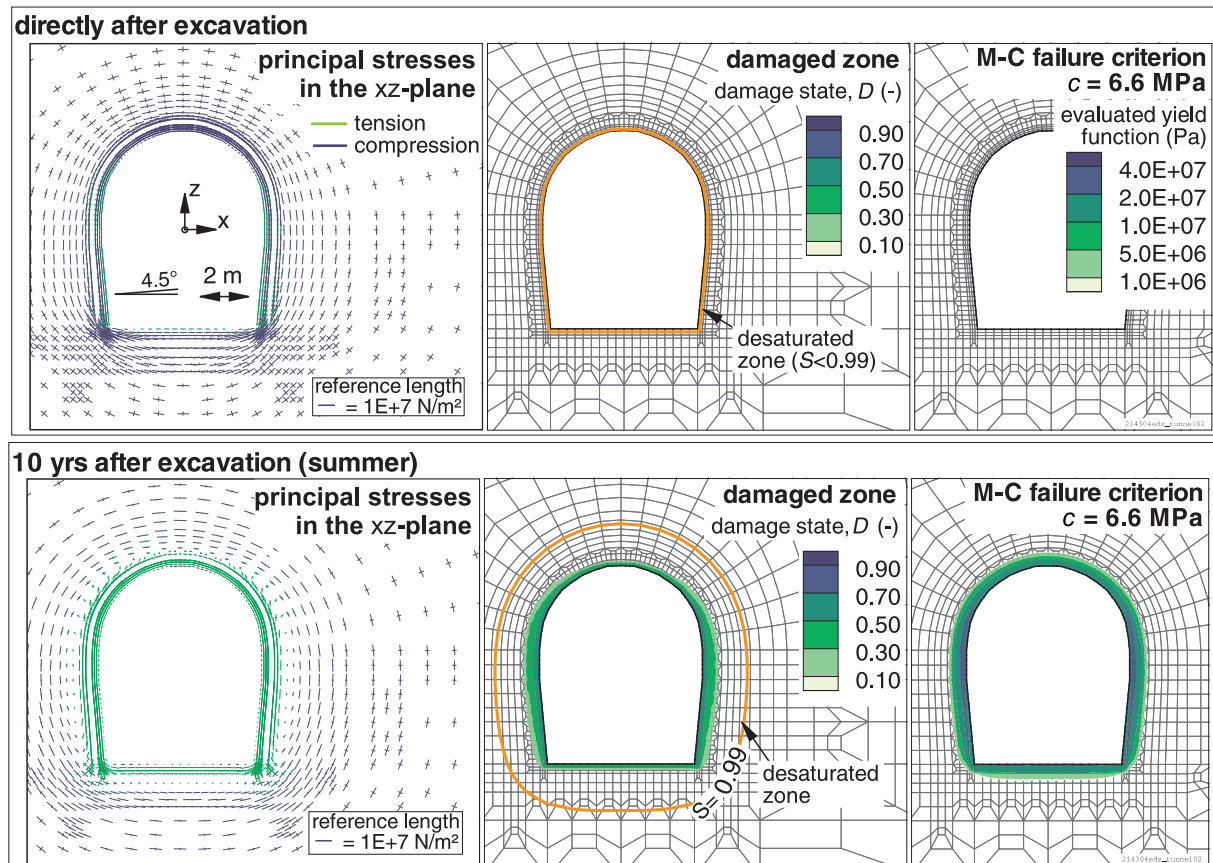 directly after excavation
principal stresses
in the xz-plane
tension
compression
z
x
4.5°
2 m
reference length
= 1E+7 N/m²
damaged zone
damage state, D (-)
0.90
0.70
0.50
0.30
0.10
desaturated
zone (S<0.99)
M-C failure criterion
c = 6.6 MPa
evaluated yield
function (Pa)
4.0E+07
2.0E+07
1.0E+07
5.0E+06
1.0E+06
214304edz_tunnel02
10 yrs after excavation (summer)
principal stresses
in the xz-plane
reference length
= 1E+7 N/m²
damaged zone
damage state, D (-)
0.90
0.70
0.50
0.30
0.10
S= 0.99
desaturated
zone
M-C failure criterion
c = 6.6 MPa
214304edz_tunnel02